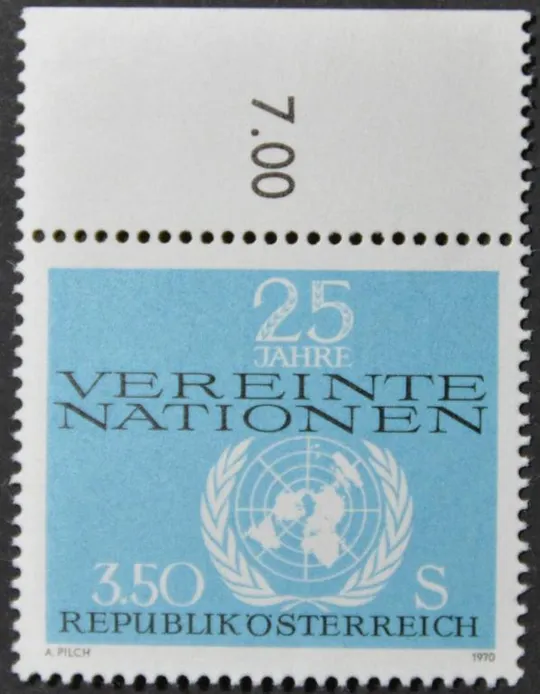 7.00
25
JAHRE
VEREINTE
NATIONEN
3.50 S
REPUBLIK ÖSTERREICH
A. PILCH 1970